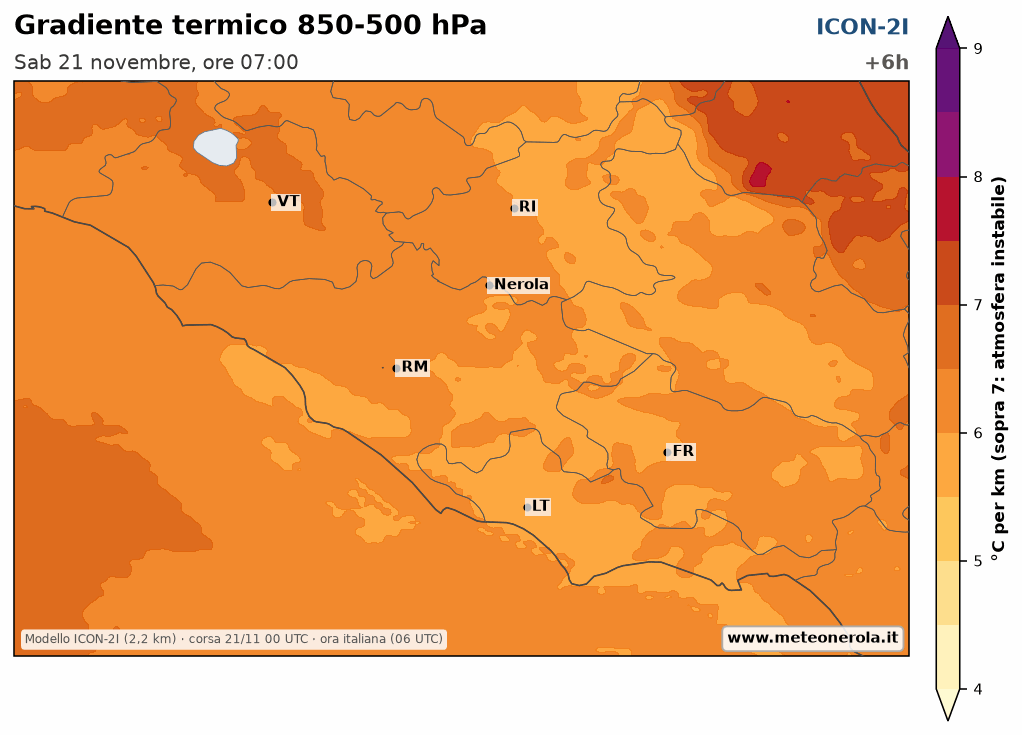 Gradiente termico 850-500 hPa
ICON-2I
Sab 21 novembre, ore 07:00
+6h
VT
RI
Nerola
RM
FR
LT
Modello ICON-2I (2,2 km) · corsa 21/11 00 UTC · ora italiana (06 UTC)
www.meteonerola.it
9
8
7
6
5
4
°C per km (sopra 7: atmosfera instabile)